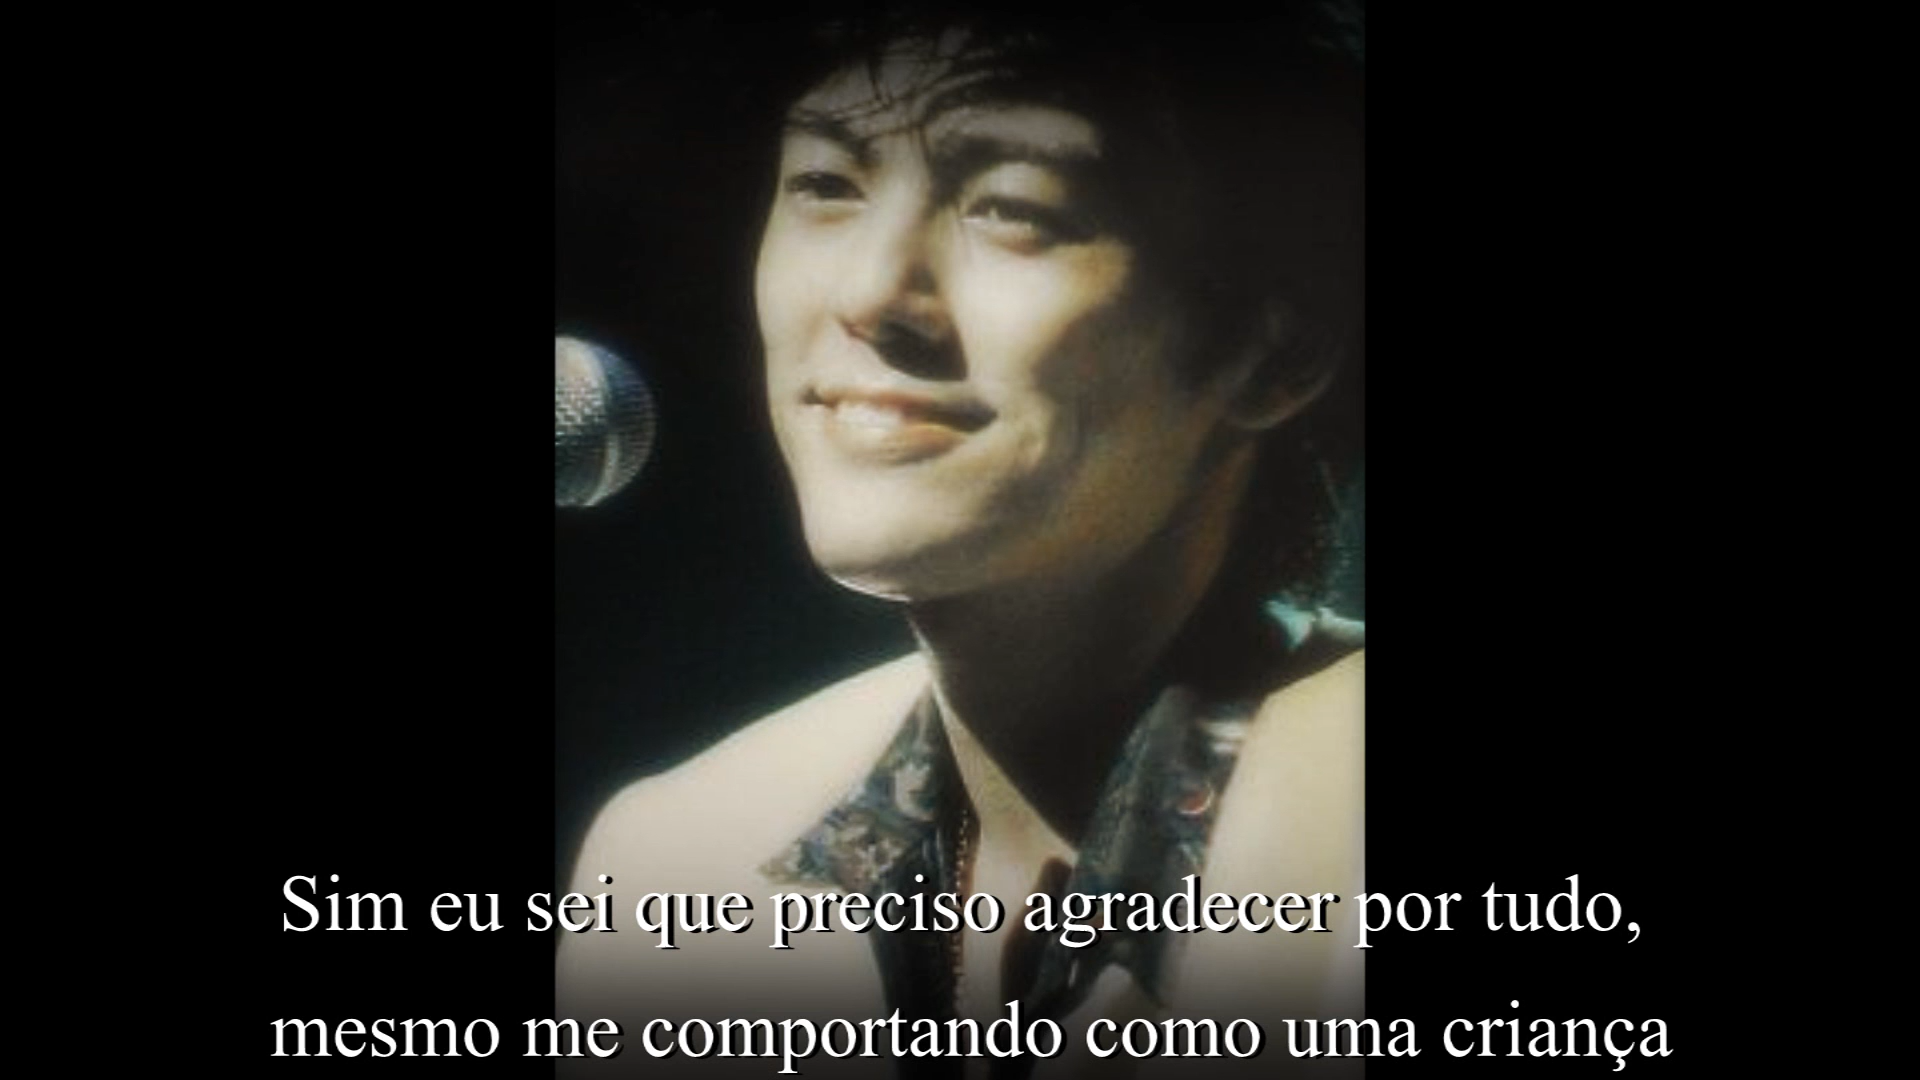 Sim eu sei que preciso agradecer por tudo,
mesmo me comportando como uma criança